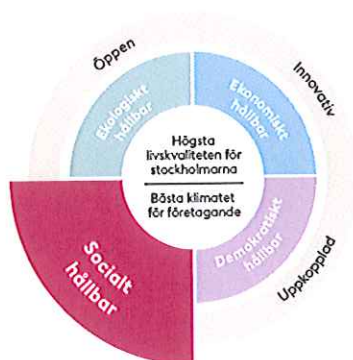 Öppen
Innovativ
Ekologiskt
hållbar
Ekonomiskt
hållbar
Högsta
livskvaliteten för
stockholmarna
Bästa klimatet
för företagande
Socialt
hållbar
Demokratiskt
hållbar
Uppkopplad